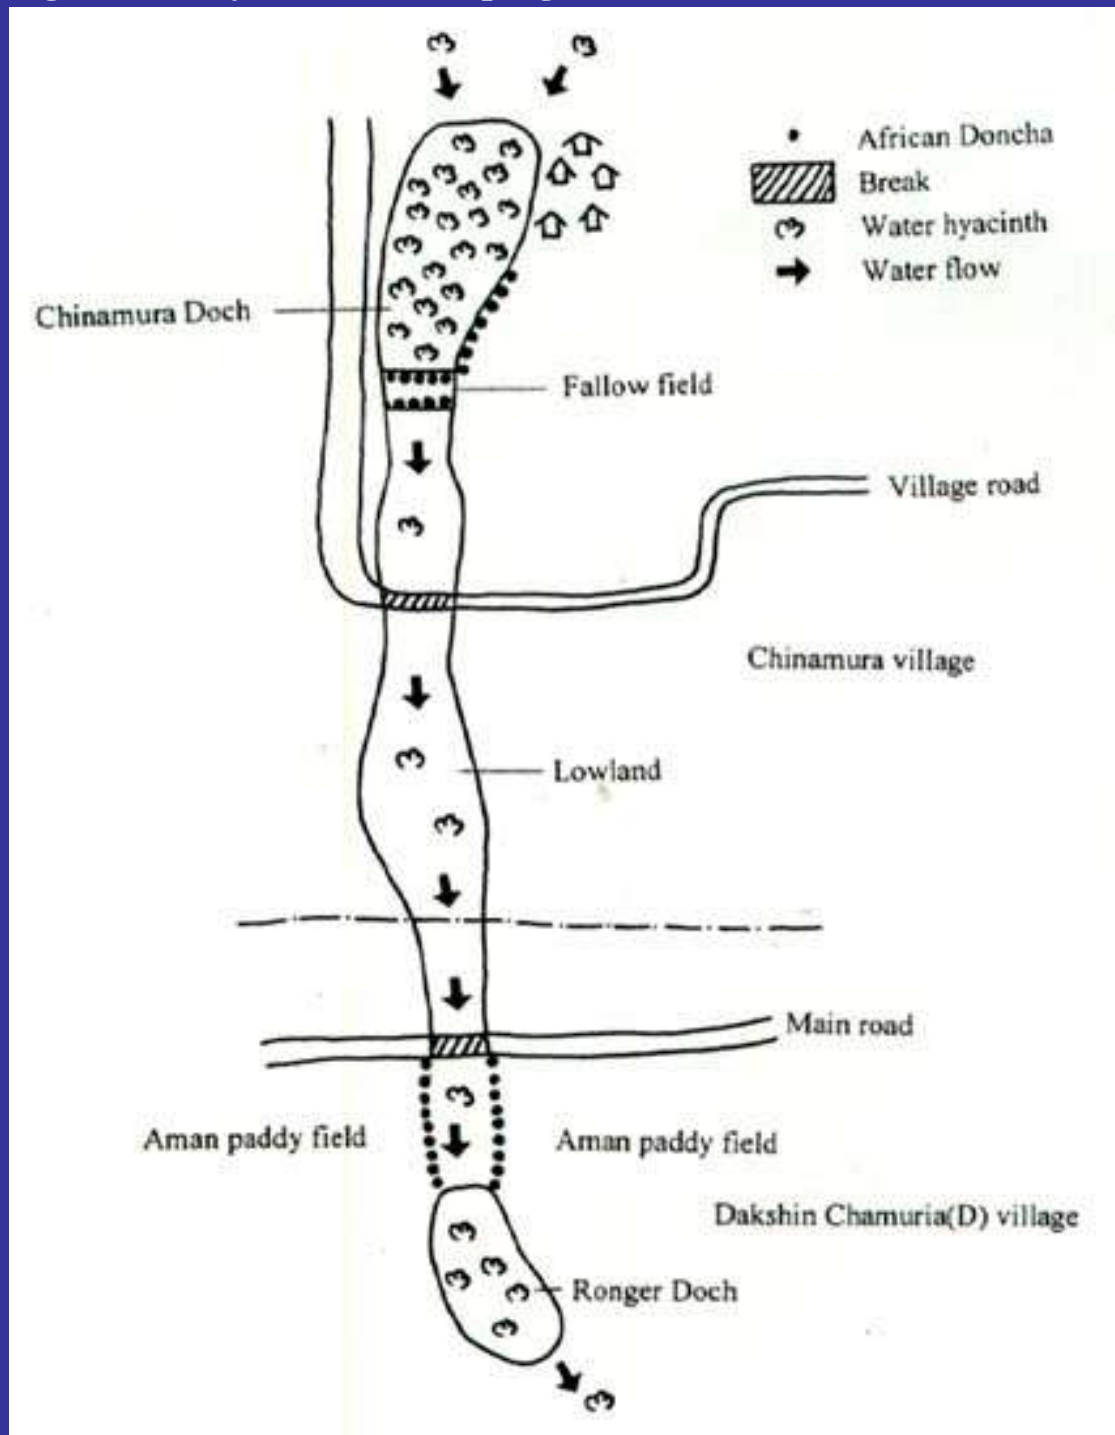 African Doncha
Break
Water hyacinth
Water flow
Chinamura Doch
Fallow field
Village road
Chinamura village
Lowland
Main road
Aman paddy field
Aman paddy field
Dakshin Chamuria(D) village
Ronger Doch